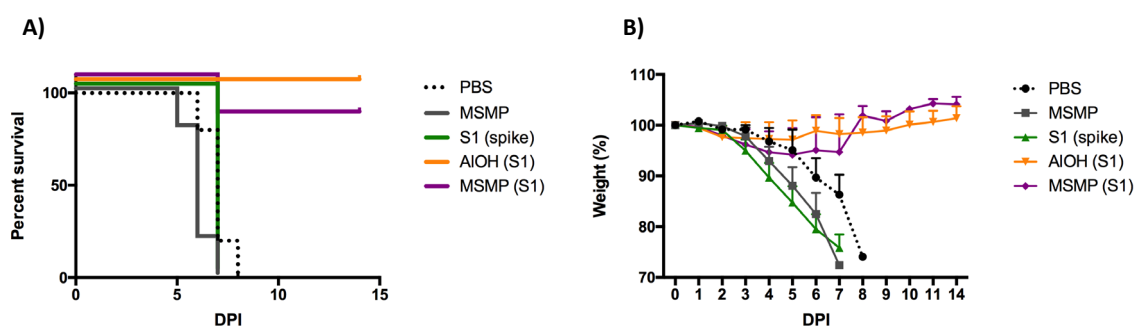 A)
Percent survival
100
50
0
0
5
10
15
DPI
PBS
MSMP
S1 (spike)
AlOH (S1)
MSMP (S1)
B)
Weight (%)
110
100
90
80
70
0 1 2 3 4 5 6 7 8 9 10 11 14
DPI
PBS
MSMP
S1 (spike)
AlOH (S1)
MSMP (S1)